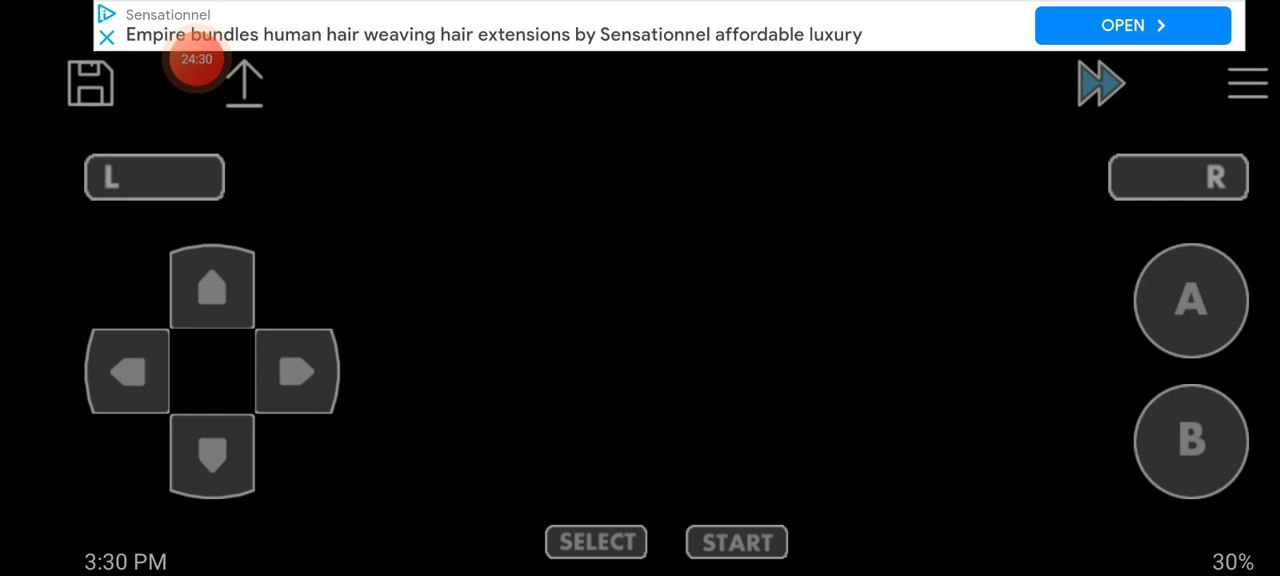 Sensationnel
Empire bundles human hair weaving hair extensions by Sensationnel affordable luxury
OPEN
24:30
L
R
A
B
SELECT
START
3:30 PM
30%